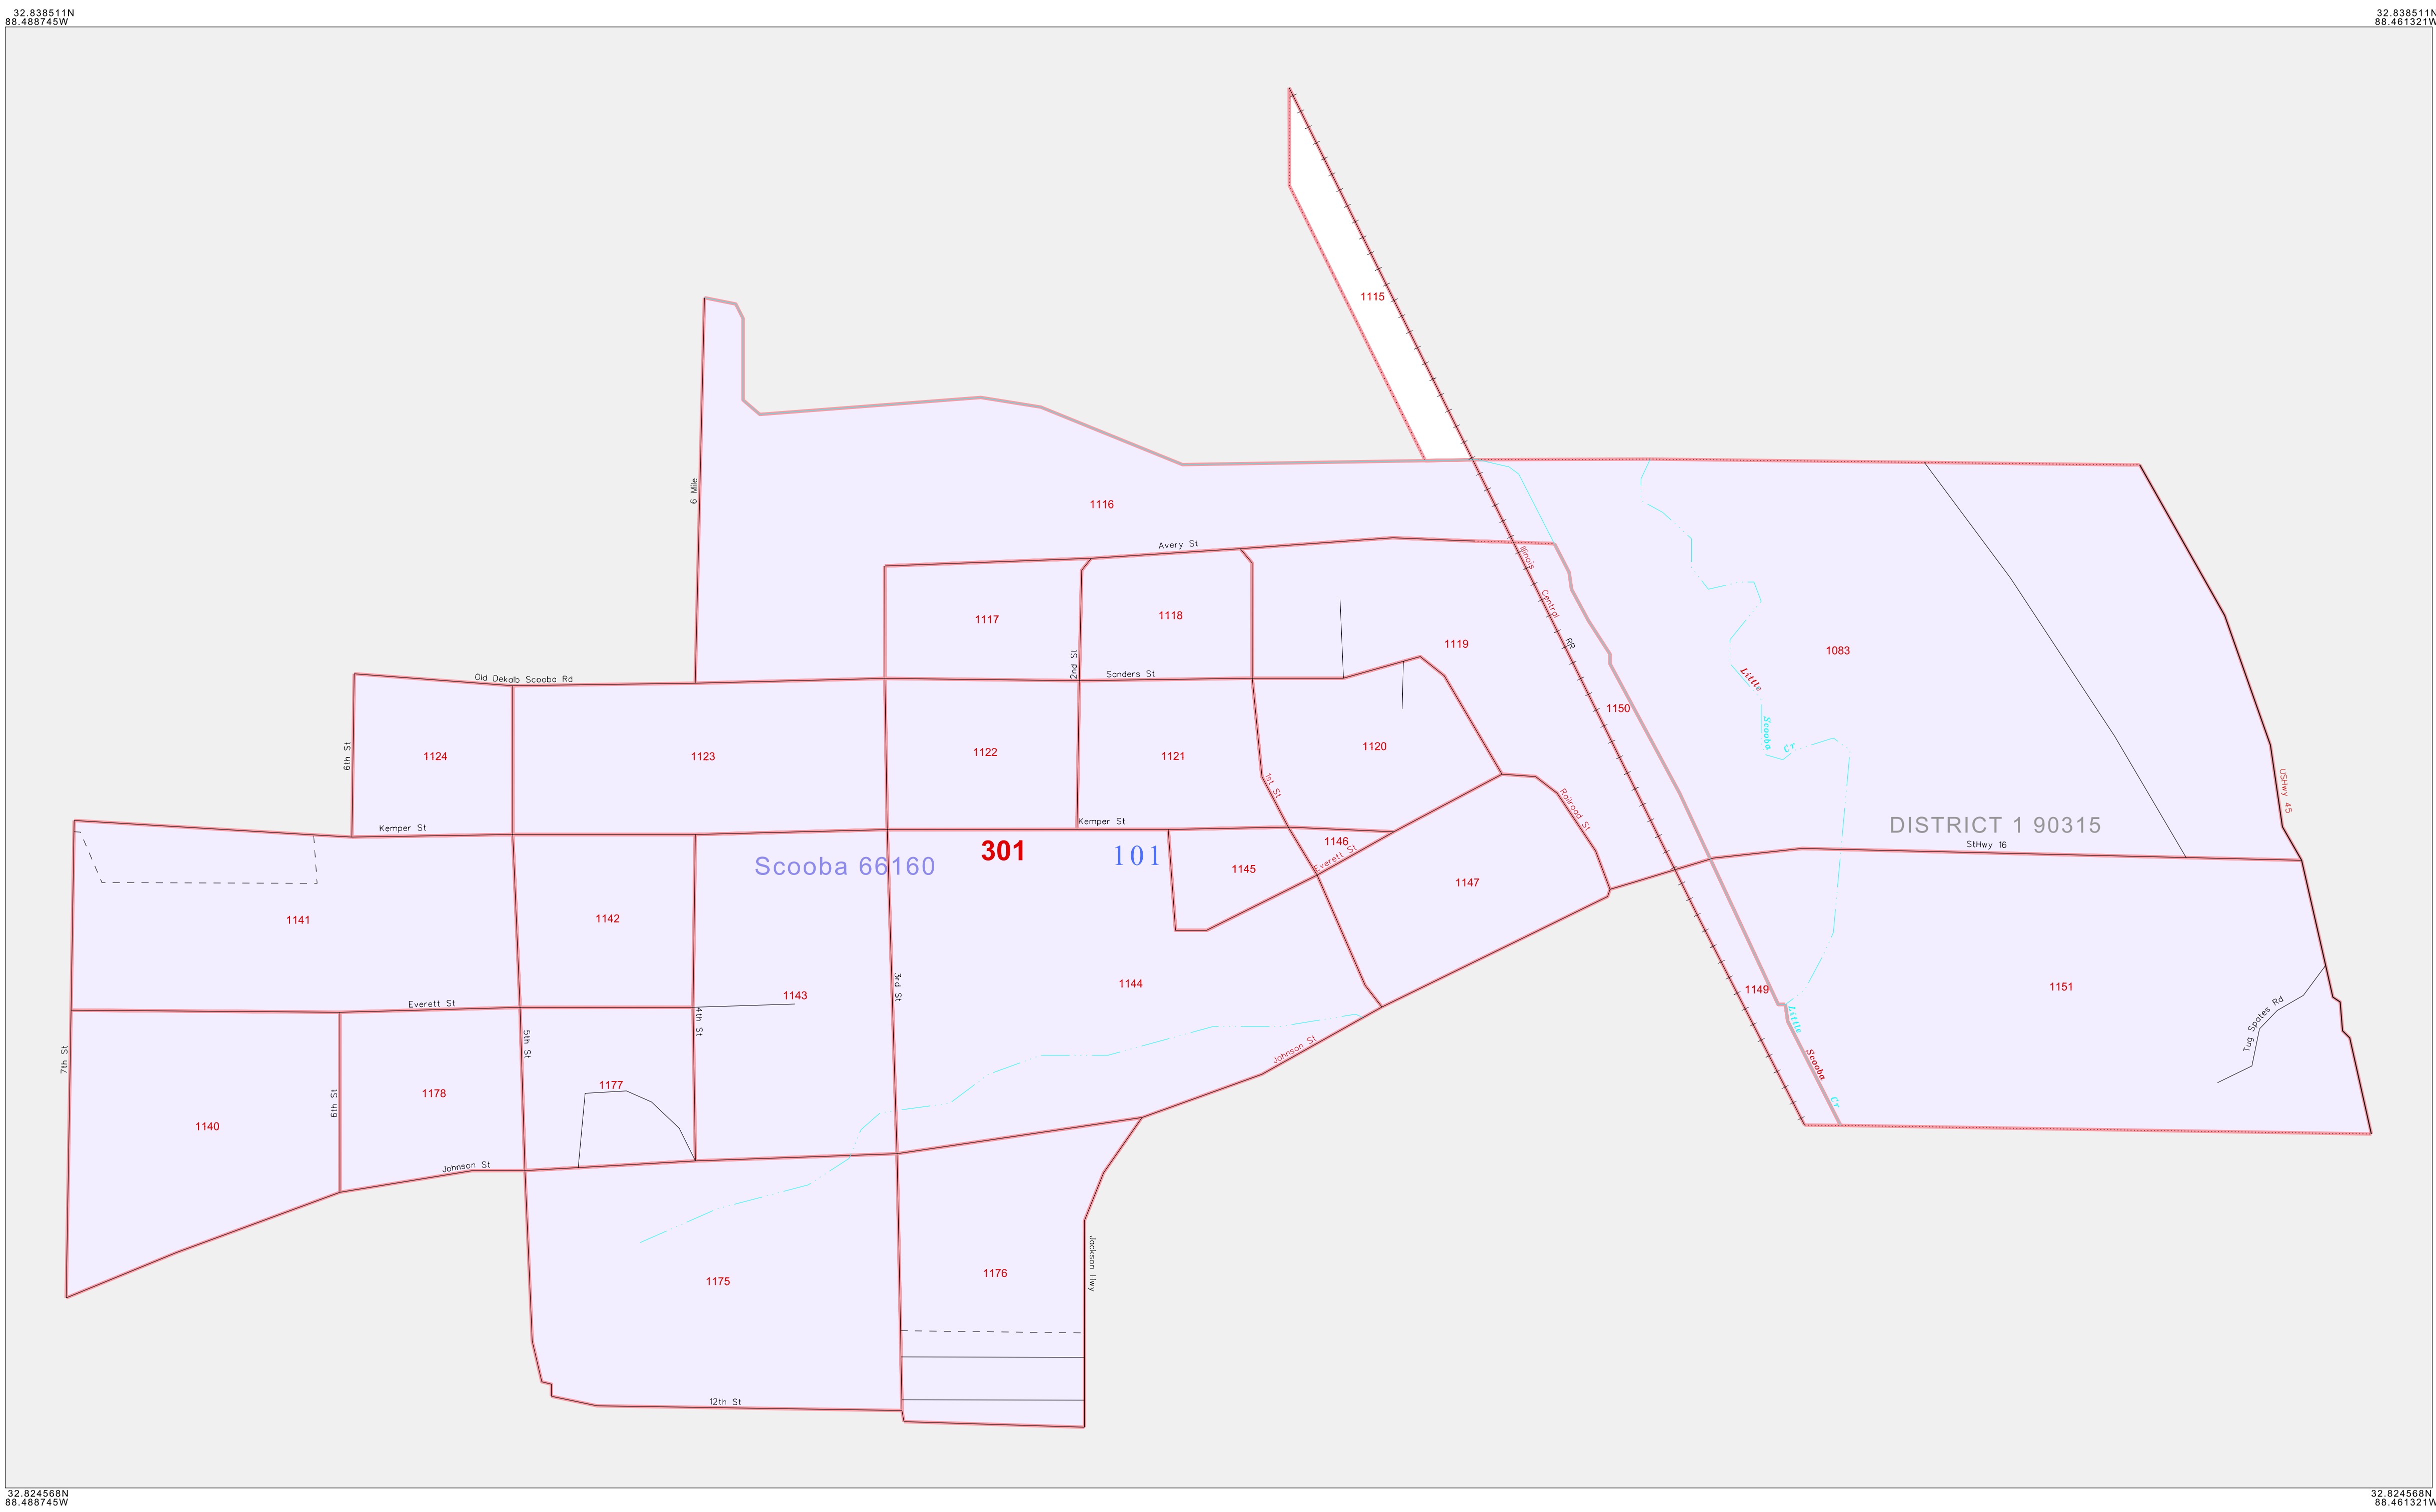 32.838511N
88.488745W
32.838511N
88.461321W
1115
6 Mile
1116
Avery St
Illinois
Central
RR
1117
1118
1119
2nd St
1083
Old Dekalb Scooba Rd
Sanders St
Little
Scooba
Cr
1150
6th St
1124
1123
1122
1121
1120
1st St
USHwy 45
Railroad St
Kemper St
Kemper St
DISTRICT 1 90315
StHwy 16
Scooba 66160
301
101
1146
Everett St
1145
1147
1141
1142
3rd St
1143
1144
1149
1151
Everett St
4th St
5th St
7th St
Little
Scooba
Cr
Tug Spates Rd
Johnson St
1177
1178
6th St
1140
Johnson St
1175
1176
Jackson Hwy
12th St
32.824568N
88.488745W
32.824568N
88.461321W